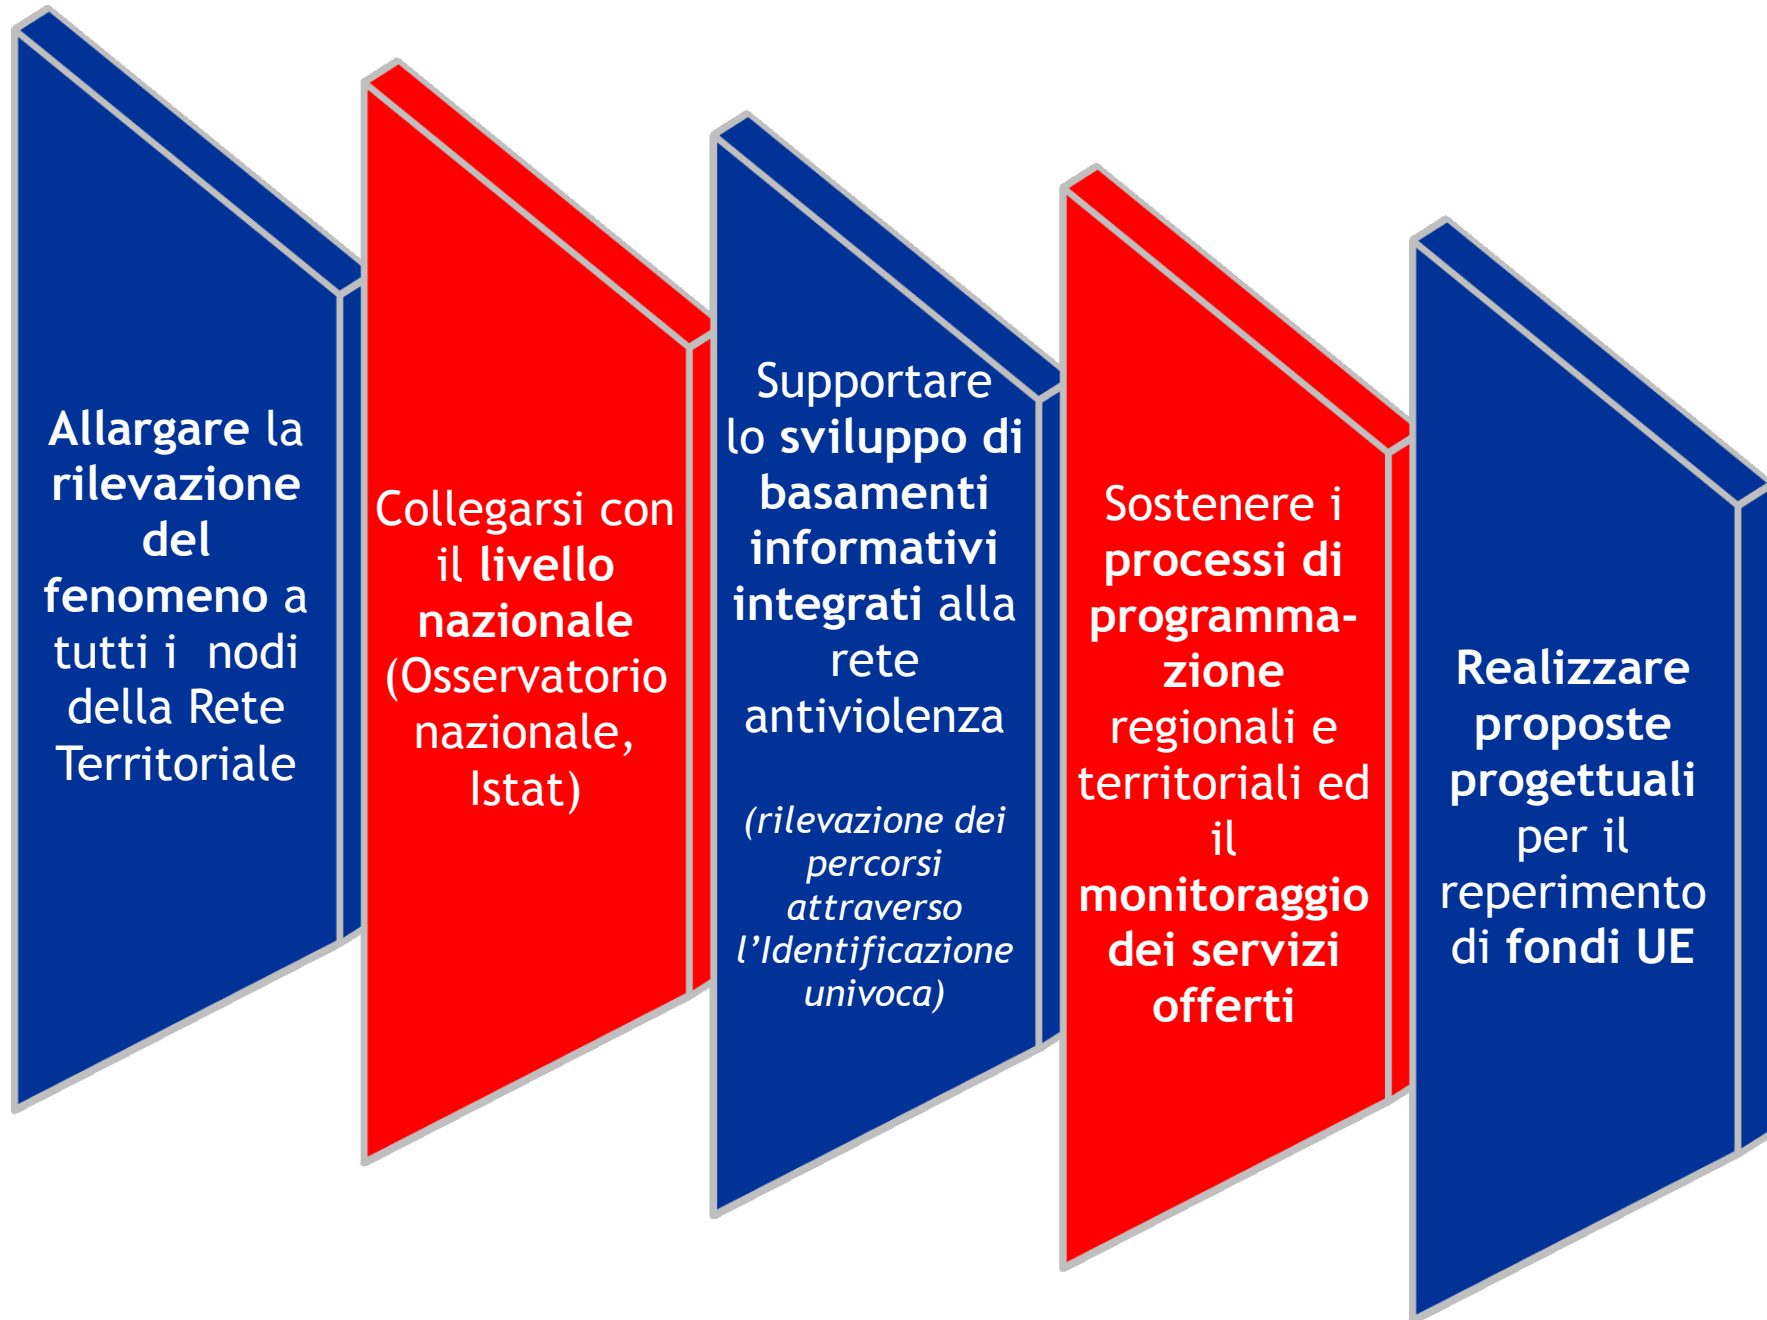 Allargare la
rilevazione
del
fenomeno a
tutti i nodi
della Rete
Territoriale
Collegarsi con
il livello
nazionale
(Osservatorio
nazionale,
Istat)
Supportare
lo sviluppo di
basamenti
informativi
integrati alla
rete
antiviolenza
(rilevazione dei
percorsi
attraverso
l’Identificazione
univoca)
Sostenere i
processi di
programma-
zione
regionali e
territoriali ed
il
monitoraggio
dei servizi
offerti
Realizzare
proposte
progettuali
per il
reperimento
di fondi UE